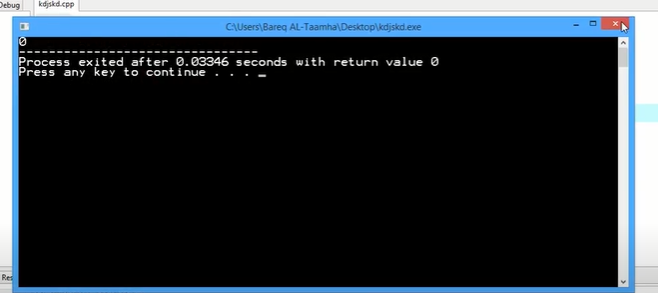 Debug
kdjskd.cpp
C:\Users\Bareq AL-Taamha\Desktop\kdjskd.exe
0
--------------------------------
Process exited after 0.03346 seconds with return value 0
Press any key to continue . . . _
Res